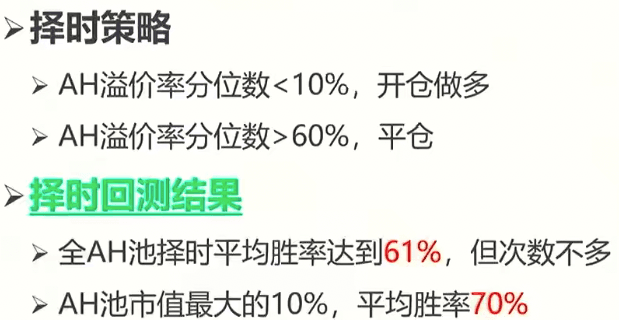 ➢择时策略
➢ AH溢价率分位数<10%，开仓做多
➢ AH溢价率分位数>60%，平仓
➢择时回测结果
➢ 全AH池择时平均胜率达到61%，但次数不多
➢ AH池市值最大的10%，平均胜率70%